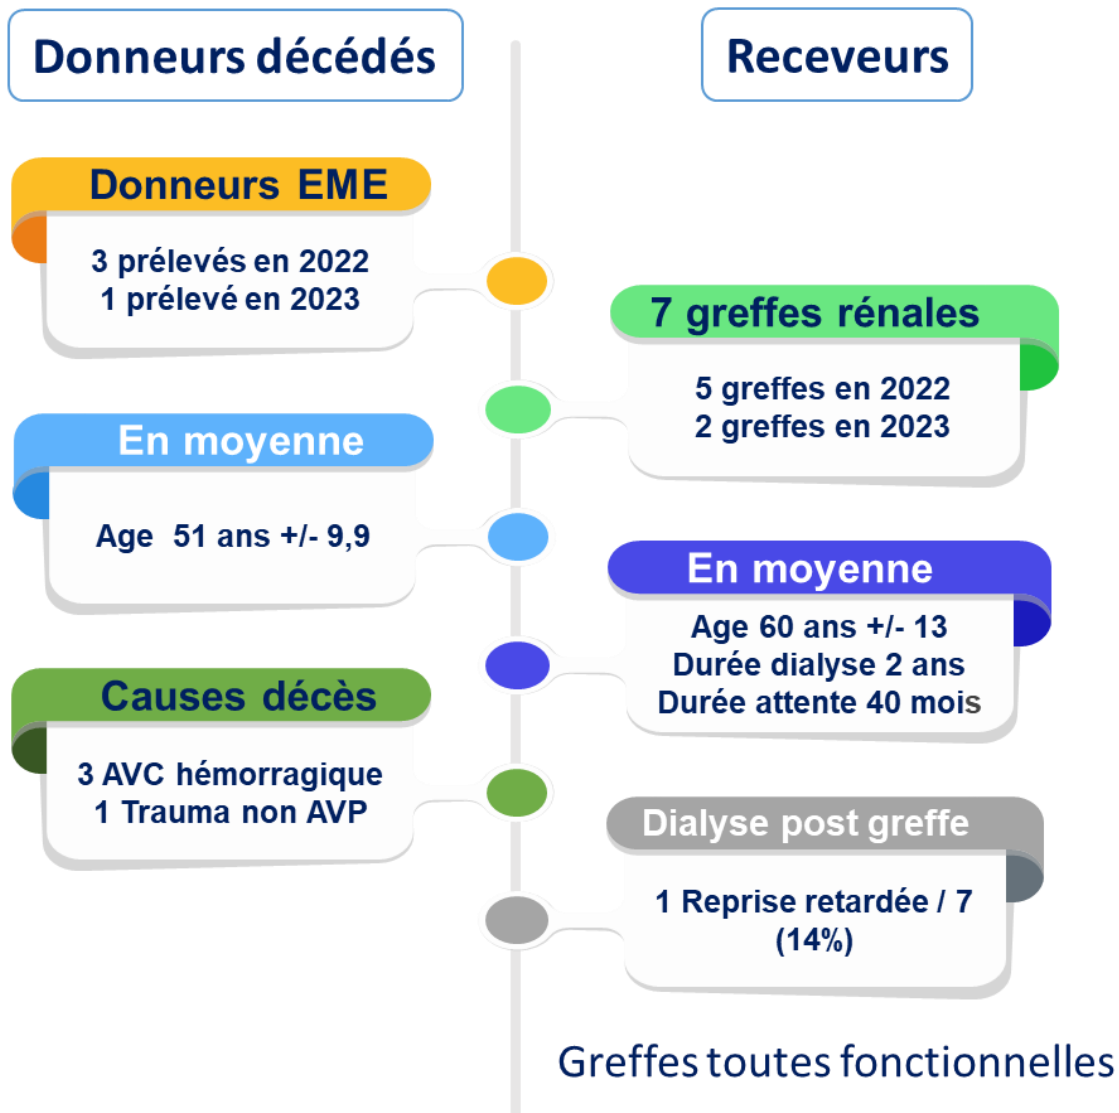 Donneurs décédés
Donneurs EME
3 prélevés en 2022
1 prélevé en 2023
En moyenne
Age 51 ans +/- 9,9
Causes décès
3 AVC hémorragique
1 Trauma non AVP
Receveurs
7 greffes rénales
5 greffes en 2022
2 greffes en 2023
En moyenne
Age 60 ans +/- 13
Durée dialyse 2 ans
Durée attente 40 mois
Dialyse post greffe
1 Reprise retardée / 7
(14%)
Greffes toutes fonctionnelles